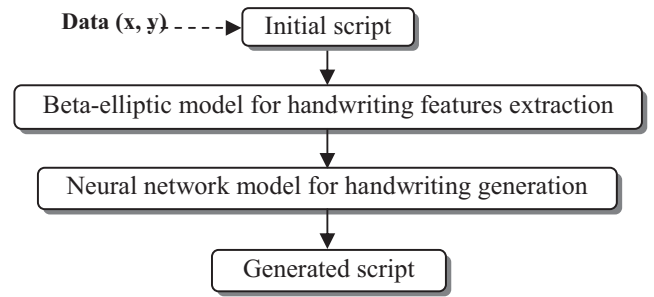 Data (x, y)
Initial script
Beta-elliptic model for handwriting features extraction
Neural network model for handwriting generation
Generated script